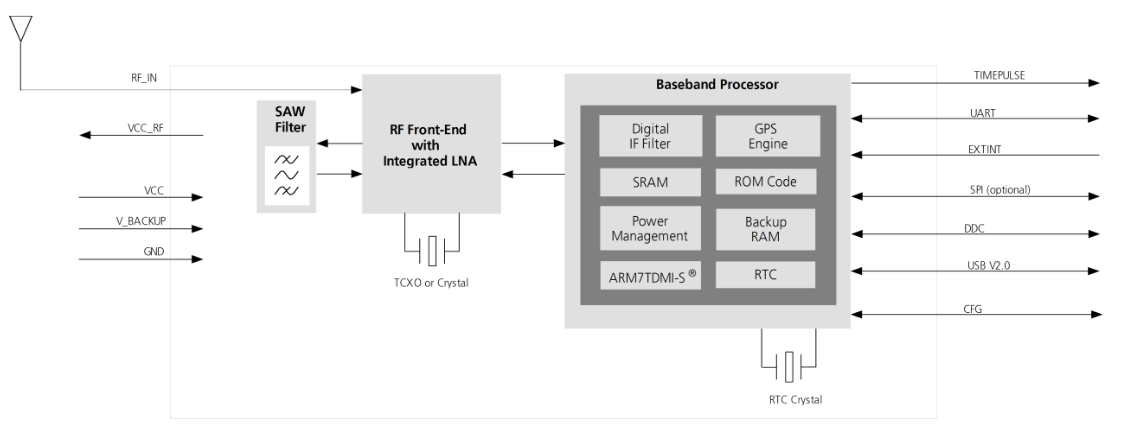 RF_IN
VCC_RF
VCC
V_BACKUP
GND
SAW
Filter
RF Front-End
with
Integrated LNA
TCXO or Crystal
Baseband Processor
Digital
IF Filter
GPS
Engine
SRAM
ROM Code
Power
Management
Backup
RAM
ARM7TDMI-S®
RTC
RTC Crystal
TIMEPULSE
UART
EXTINT
SPI (optional)
DDC
USB V2.0
CFG